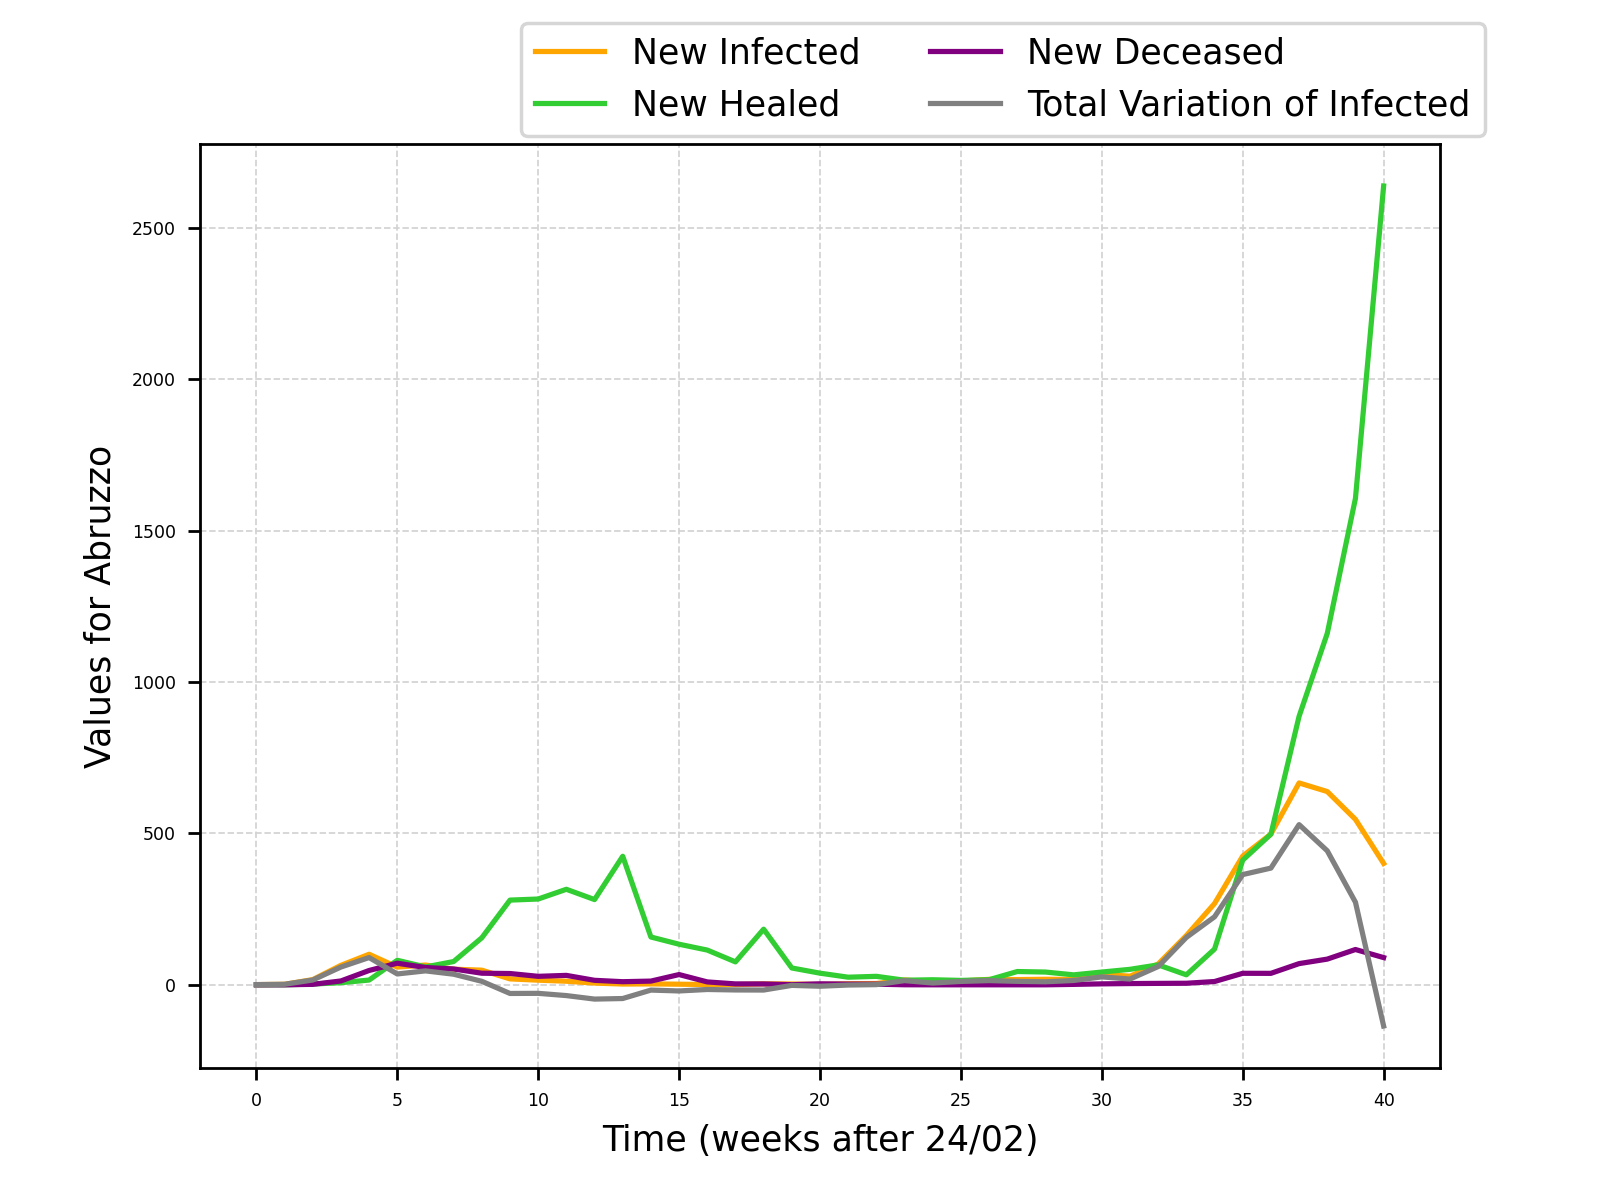 New Infected
New Healed
New Deceased
Total Variation of Infected
Values for Abruzzo
2500
2000
1500
1000
500
0
0 5 10 15 20 25 30 35 40
Time (weeks after 24/02)